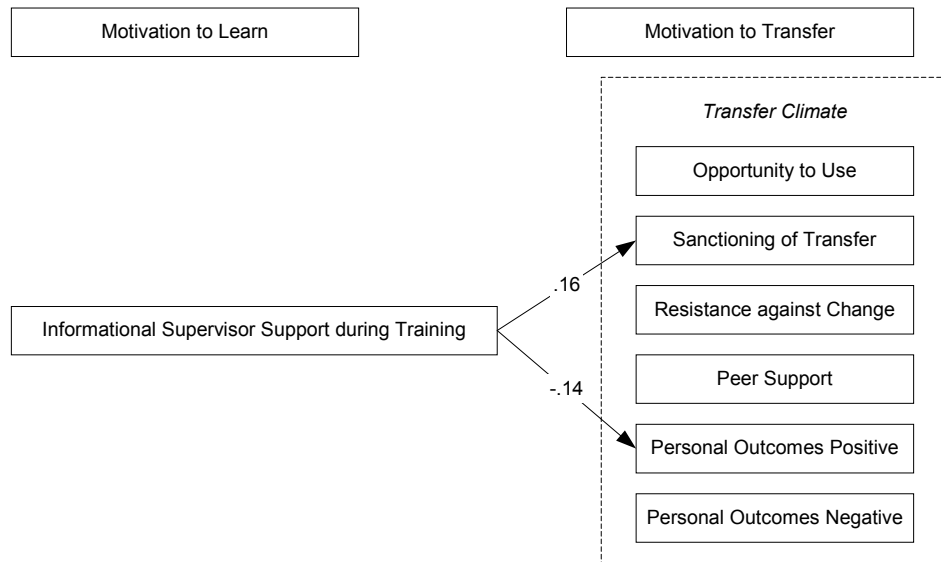 Motivation to Learn
Motivation to Transfer
Transfer Climate
Opportunity to Use
Sanctioning of Transfer
.16
Resistance against Change
Informational Supervisor Support during Training
Peer Support
-.14
Personal Outcomes Positive
Personal Outcomes Negative